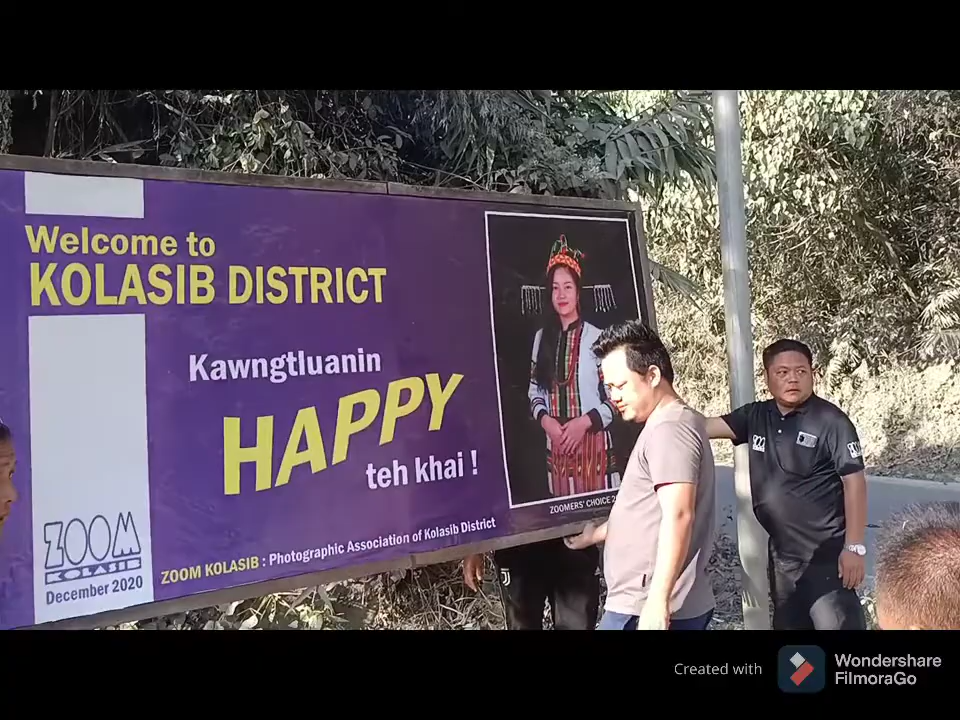 Welcome to
KOLASIB DISTRICT
Kawngtluanin
HAPPY
teh khai !
ZOOMERS' CHOICE
ZOOM
KOLASIB
December 2020
ZOOM KOLASIB : Photographic Association of Kolasib District
Created with
Wondershare
FilmoraGo